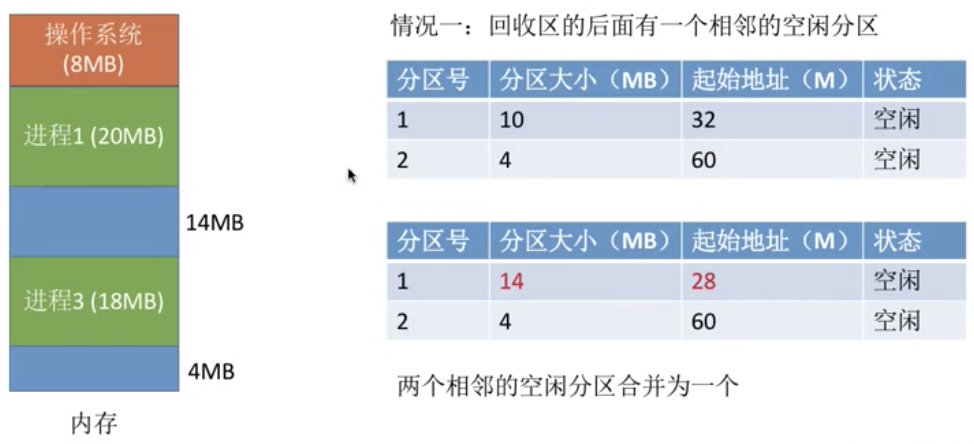 操作系统
(8MB)
进程1 (20MB)
14MB
进程3 (18MB)
4MB
内存
情况一：回收区的后面有一个相邻的空闲分区
分区号 分区大小（MB） 起始地址（M） 状态
1 10 32 空闲
2 4 60 空闲
分区号 分区大小（MB） 起始地址（M） 状态
1 14 28 空闲
2 4 60 空闲
两个相邻的空闲分区合并为一个